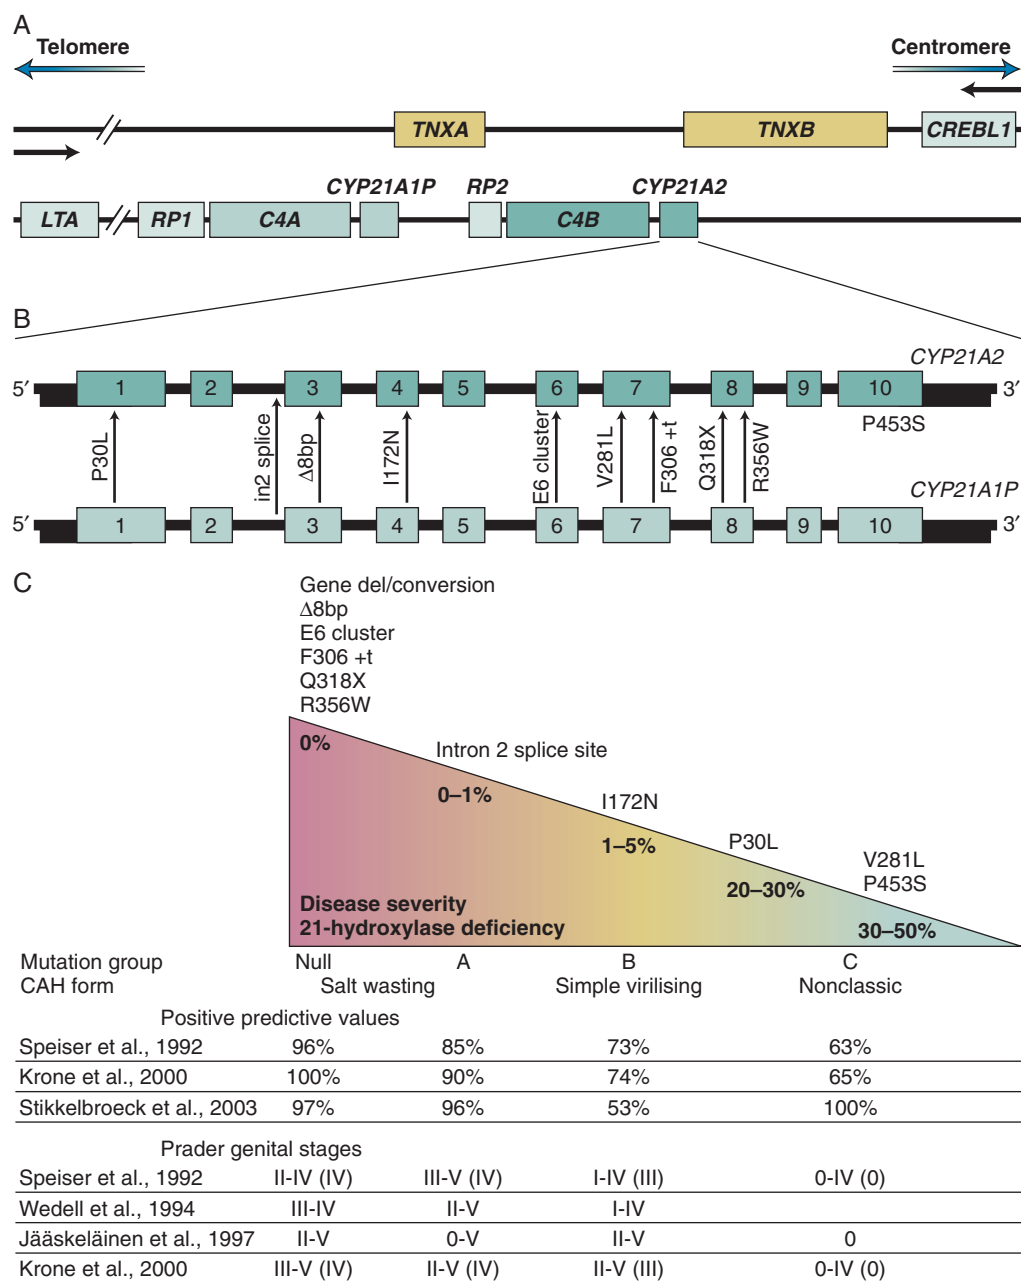 A
Telomere Centromere
TNXA TNXB CREBL1
CYP21A1P RP2 CYP21A2
LTA RP1 C4A C4B
B
CYP21A2
5′ 1 2 3 4 5 6 7 8 9 10 3′
P453S
P30L
in2 splice
Δ8bp
I172N
E6 cluster
V281L
F306 +t
Q318X
R356W
CYP21A1P
5′ 1 2 3 4 5 6 7 8 9 10 3′
C
Gene del/conversion
Δ8bp
E6 cluster
F306 +t
Q318X
R356W
0%
Intron 2 splice site
0–1%
I172N
1–5%
P30L
20–30%
V281L
P453S
30–50%
Disease severity
21-hydroxylase deficiency
Mutation group Null A B C
CAH form Salt wasting Simple virilising Nonclassic
Positive predictive values
Speiser et al., 1992 96% 85% 73% 63%
Krone et al., 2000 100% 90% 74% 65%
Stikkelbroeck et al., 2003 97% 96% 53% 100%
Prader genital stages
Speiser et al., 1992 II-IV (IV) III-V (IV) I-IV (III) 0-IV (0)
Wedell et al., 1994 III-IV II-V I-IV
Jääskeläinen et al., 1997 II-V 0-V II-V 0
Krone et al., 2000 III-V (IV) II-V (IV) II-V (III) 0-IV (0)